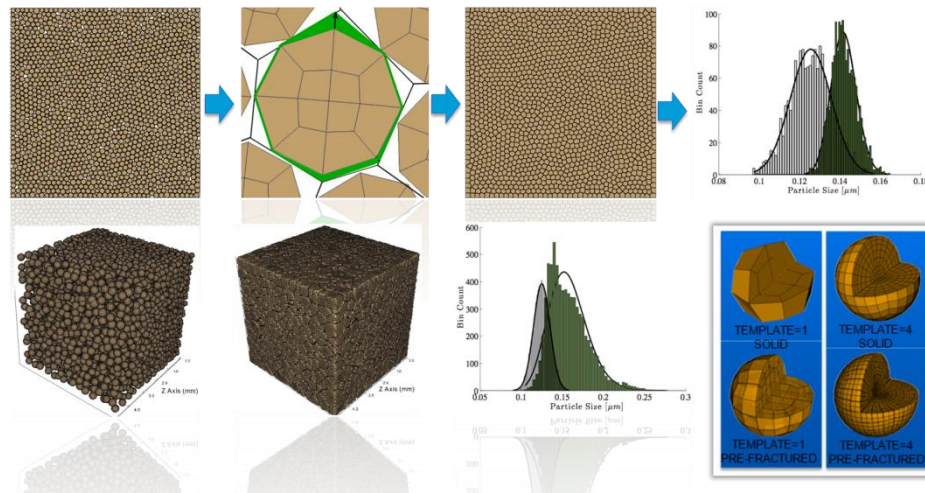 Bin Count
100
80
60
40
20
0
0.08
0.1
0.12
0.14
0.16
0.18
Particle Size [μm]
Z Axis (mm)
Z Axis (mm)
Bin Count
600
500
400
300
200
100
0
0.05
0.1
0.15
0.2
0.25
0.3
Particle Size [μm]
TEMPLATE=1
SOLID
TEMPLATE=4
SOLID
TEMPLATE=1
PRE-FRACTURED
TEMPLATE=4
PRE-FRACTURED